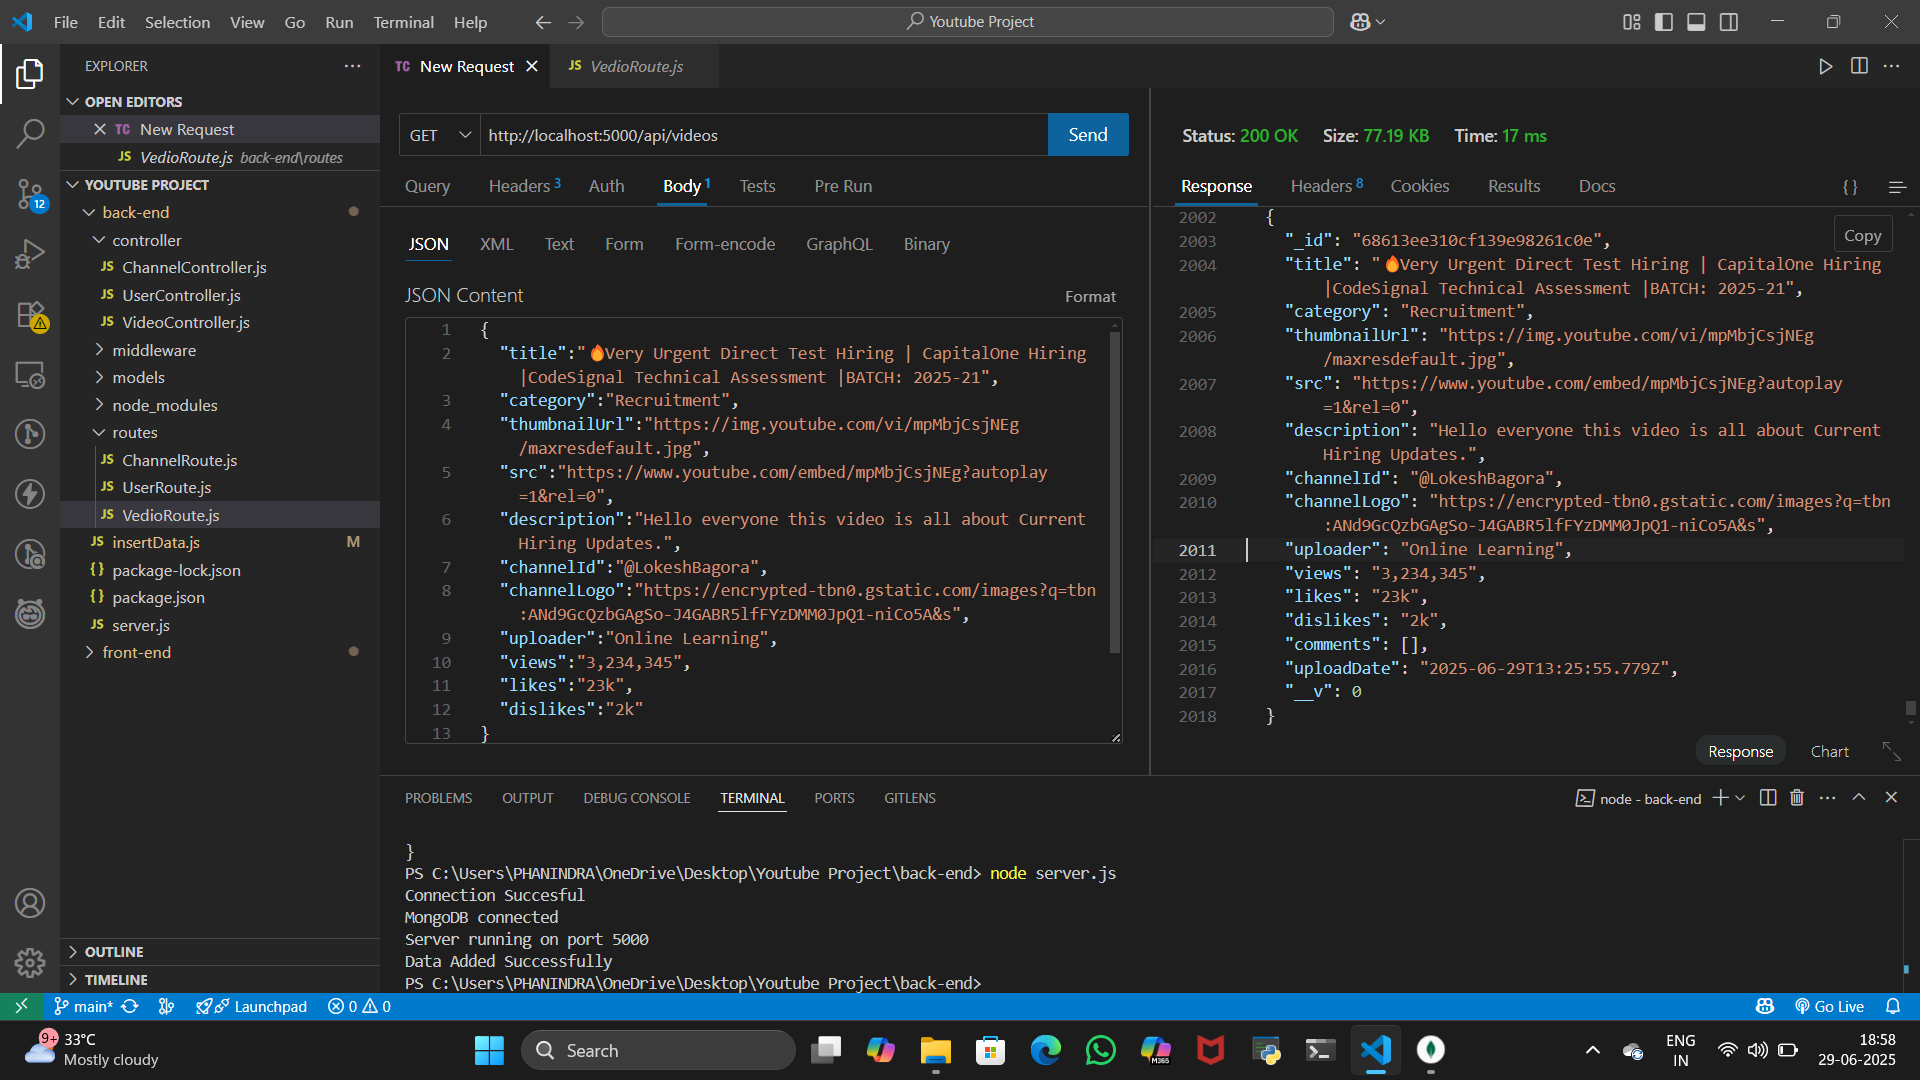 File Edit Selection View Go Run Terminal Help
Youtube Project
EXPLORER
OPEN EDITORS
TC New Request
JS VedioRoute.js back-end\routes
YOUTUBE PROJECT
back-end
controller
JS ChannelController.js
JS UserController.js
JS VideoController.js
middleware
models
node_modules
routes
JS ChannelRoute.js
JS UserRoute.js
JS VedioRoute.js
JS insertData.js M
{} package-lock.json
{} package.json
JS server.js
front-end
OUTLINE
TIMELINE
12
TC New Request
JS VedioRoute.js
GET http://localhost:5000/api/videos Send
Query Headers 3 Auth Body 1 Tests Pre Run
JSON XML Text Form Form-encode GraphQL Binary
JSON Content Format
1 {
2 "title":"🔥Very Urgent Direct Test Hiring | CapitalOne Hiring
|CodeSignal Technical Assessment |BATCH: 2025-21",
3 "category":"Recruitment",
4 "thumbnailUrl":"https://img.youtube.com/vi/mpMbjCsjNEg
/maxresdefault.jpg",
5 "src":"https://www.youtube.com/embed/mpMbjCsjNEg?autoplay
=1&rel=0",
6 "description":"Hello everyone this video is all about Current
Hiring Updates.",
7 "channelId":"@LokeshBagora",
8 "channelLogo":"https://encrypted-tbn0.gstatic.com/images?q=tbn
:ANd9GcQzbGAgSo-J4GABR5lfFYzDMM0JpQ1-niCo5A&s",
9 "uploader":"Online Learning",
10 "views":"3,234,345",
11 "likes":"23k",
12 "dislikes":"2k"
13 }
Status: 200 OK Size: 77.19 KB Time: 17 ms
Response Headers 8 Cookies Results Docs
{}
Copy
2002 {
2003 "_id": "68613ee310cf139e98261c0e",
2004 "title": "🔥Very Urgent Direct Test Hiring | CapitalOne Hiring
|CodeSignal Technical Assessment |BATCH: 2025-21",
2005 "category": "Recruitment",
2006 "thumbnailUrl": "https://img.youtube.com/vi/mpMbjCsjNEg
/maxresdefault.jpg",
2007 "src": "https://www.youtube.com/embed/mpMbjCsjNEg?autoplay
=1&rel=0",
2008 "description": "Hello everyone this video is all about Current
Hiring Updates.",
2009 "channelId": "@LokeshBagora",
2010 "channelLogo": "https://encrypted-tbn0.gstatic.com/images?q=tbn
:ANd9GcQzbGAgSo-J4GABR5lfFYzDMM0JpQ1-niCo5A&s",
2011 "uploader": "Online Learning",
2012 "views": "3,234,345",
2013 "likes": "23k",
2014 "dislikes": "2k",
2015 "comments": [],
2016 "uploadDate": "2025-06-29T13:25:55.779Z",
2017 "__v": 0
2018 }
Response Chart
PROBLEMS OUTPUT DEBUG CONSOLE TERMINAL PORTS GITLENS
node - back-end
}
PS C:\Users\PHANINDRA\OneDrive\Desktop\Youtube Project\back-end> node server.js
Connection Succesful
MongoDB connected
Server running on port 5000
Data Added Successfully
PS C:\Users\PHANINDRA\OneDrive\Desktop\Youtube Project\back-end>
main* Launchpad 0 0 Go Live
9+ 33°C
Mostly cloudy
Search
M365
ENG
IN
18:58
29-06-2025